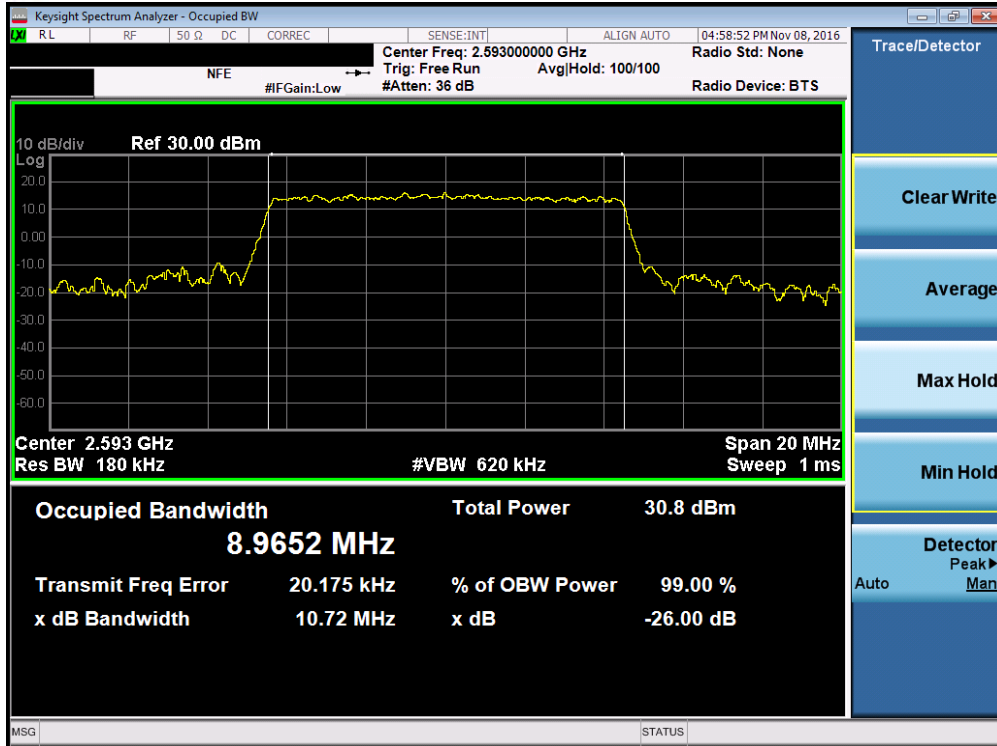 Keysight Spectrum Analyzer - Occupied BW
LXI RL RF 50 Ω DC CORREC SENSE:INT ALIGN AUTO 04:58:52 PM Nov 08, 2016
Center Freq: 2.593000000 GHz Radio Std: None
NFE Trig: Free Run Avg|Hold: 100/100
#IFGain:Low #Atten: 36 dB Radio Device: BTS
10 dB/div Ref 30.00 dBm
Log
20.0
10.0
0.00
-10.0
-20.0
-30.0
-40.0
-50.0
-60.0
Center 2.593 GHz Span 20 MHz
Res BW 180 kHz #VBW 620 kHz Sweep 1 ms
Occupied Bandwidth Total Power 30.8 dBm
8.9652 MHz
Transmit Freq Error 20.175 kHz % of OBW Power 99.00 %
x dB Bandwidth 10.72 MHz x dB -26.00 dB
MSG STATUS
Trace/Detector
Clear Write
Average
Max Hold
Min Hold
Detector
Peak▶
Auto Man